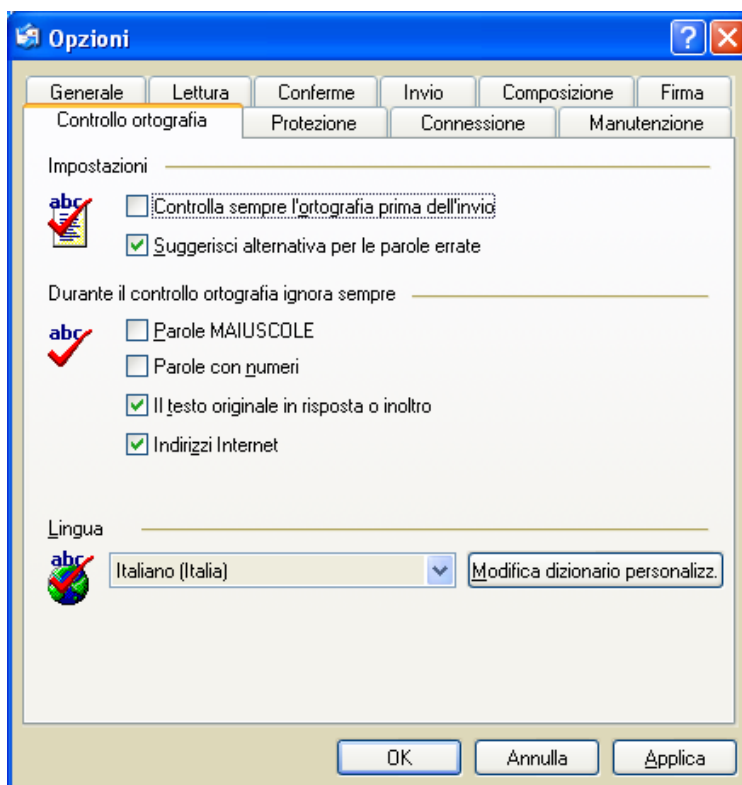 Opzioni
Generale Lettura Conferme Invio Composizione Firma
Controllo ortografia Protezione Connessione Manutenzione
Impostazioni
abc
Controlla sempre l'ortografia prima dell'invio
Suggerisci alternativa per le parole errate
Durante il controllo ortografia ignora sempre
abc
Parole MAIUSCOLE
Parole con numeri
Il testo originale in risposta o inoltro
Indirizzi Internet
Lingua
abc
Italiano (Italia) Modifica dizionario personalizz.
OK Annulla Applica